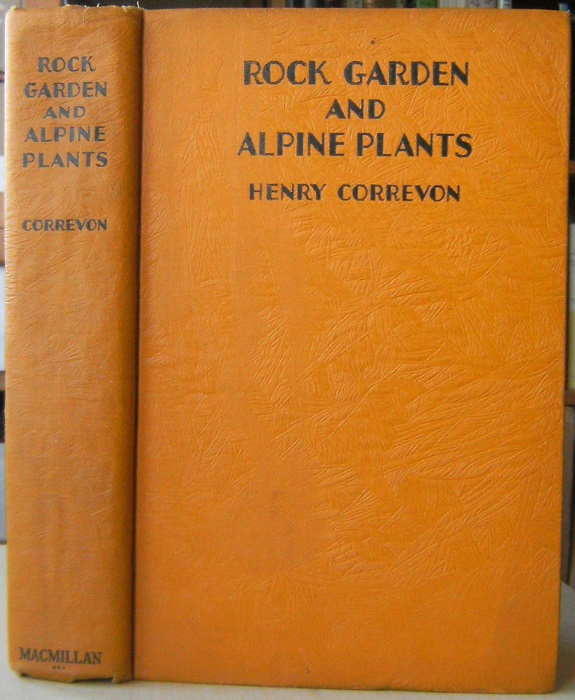 ROCK
GARDEN
AND
ALPINE
PLANTS
CORREVON
MACMILLAN
ROCK GARDEN
AND
ALPINE PLANTS
HENRY CORREVON